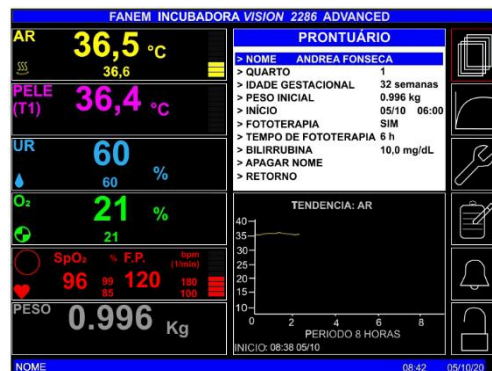 FANEM INCUBADORA VISION 2286 ADVANCED
AR
36,5 °C
36,6
PELE
(T1)
36,4 °C
UR
60 %
60
O₂
21 %
21
SpO₂ % F.P. bpm
(1/min)
96 99 120 180
85 100
PESO
0.996 Kg
PRONTUÁRIO
> NOME ANDREA FONSECA
> QUARTO 1
> IDADE GESTACIONAL 32 semanas
> PESO INICIAL 0.996 kg
> INÍCIO 05/10 06:00
> FOTOTERAPIA SIM
> TEMPO DE FOTOTERAPIA 6 h
> BILIRRUBINA 10,0 mg/dL
> APAGAR NOME
> RETORNO
TENDENCIA: AR
40
35
30
25
20
15
10
0 2 4 6 8
PERIODO 8 HORAS
INICIO: 08:38 05/10
NOME 08:42 05/10/20